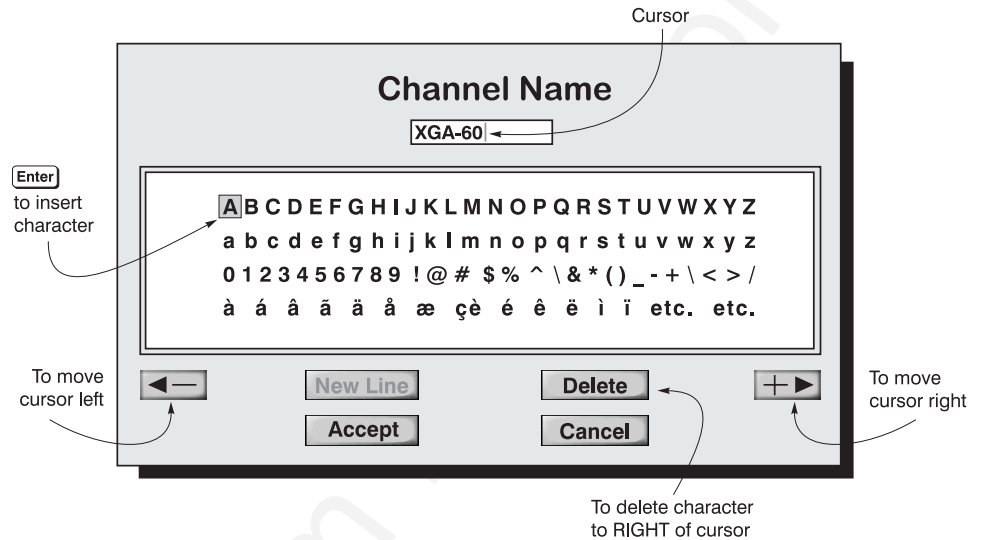 Cursor
Channel Name
XGA-60
Enter
to insert
character
A B C D E F G H I J K L M N O P Q R S T U V W X Y Z
a b c d e f g h i j k l m n o p q r s t u v w x y z
0 1 2 3 4 5 6 7 8 9 ! @ # $ % ^ \ & * ( ) _ - + \ < > /
à á â ã ä å æ çè é ê ë ì ï etc. etc.
To move
cursor left
New Line
Delete
To move
cursor right
Accept
Cancel
To delete character
to RIGHT of cursor